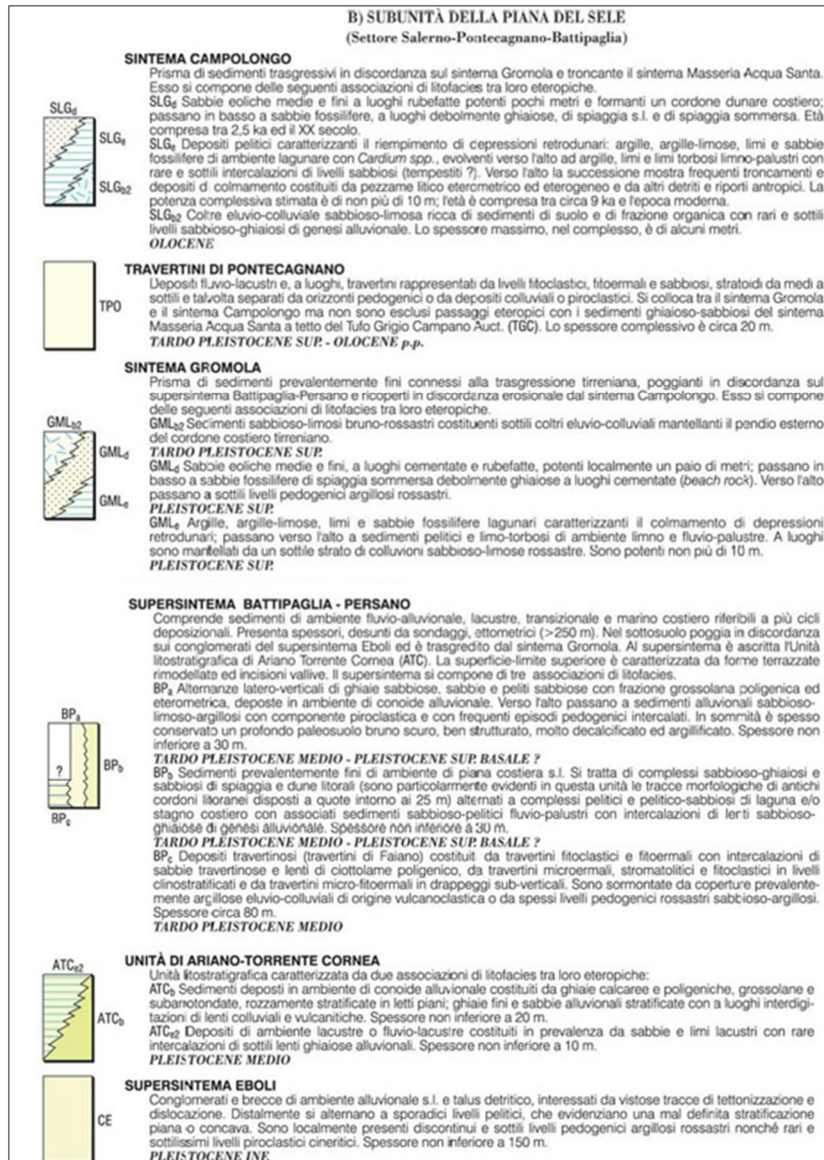 B) SUBUNITÀ DELLA PIANA DEL SELE
(Settore Salerno-Pontecagnano-Battipaglia)
SINTEMA CAMPOLONGO
Prisma di sedimenti trasgressivi in discordanza sul sintema Gromola e troncante il sintema Masseria Acqua Santa.
Esso si compone delle seguenti associazioni di litofacies tra loro eteropiche.
SLGd Sabbie eoliche medie e fini a luoghi rubefatte potenti pochi metri e formanti un cordone dunare costiero;
passano in basso a sabbie fossilifere, a luoghi debolmente ghiaiose, di spiaggia s.l. e di spiaggia sommersa. Età
compresa tra 2,5 ka ed il XX secolo.
SLGe Depositi pelitici caratterizzanti il riempimento di depressioni retrodunari: argille, argille-limose, limi e sabbie
fossilifere di ambiente lagunare con Cardium spp., evolventi verso l'alto ad argille, limi e limi torbosi limno-palustri con
rare e sottili intercalazioni di livelli sabbiosi (tempestiti ?). Verso l'alto la successione mostra frequenti troncamenti e
depositi d colmamento costituiti da pezzame litico eterometrico ed eterogeneo e da altri detriti e riporti antropici. La
potenza complessiva stimata è di non più di 10 m; l'età è compresa tra circa 9 ka e l'epoca moderna.
SLGb2 Coltre eluvio-colluviale sabbioso-limosa ricca di sedimenti di suolo e di frazione organica con rari e sottili
livelli sabbioso-ghiaiosi di genesi alluvionale. Lo spessore massimo, nel complesso, è di alcuni metri.
OLOCENE
SLGd
SLGe
SLGb2
TRAVERTINI DI PONTECAGNANO
Depositi fluvio-lacustri e, a luoghi, travertini rappresentati da livelli fitoclastici, fitoermali e sabbiosi, stratoidi da medi a
sottili e talvolta separati da orizzonti pedogenici o da depositi colluviali o piroclastici. Si colloca tra il sintema Gromola
e il sintema Campolongo ma non sono esclusi passaggi eteropici con i sedimenti ghiaioso-sabbiosi del sintema
Masseria Acqua Santa a tetto del Tufo Grigio Campano Auct. (TGC). Lo spessore complessivo è circa 20 m.
TARDO PLEISTOCENE SUP. - OLOCENE p.p.
TPO
SINTEMA GROMOLA
Prisma di sedimenti prevalentemente fini connessi alla trasgressione tirreniana, poggianti in discordanza sul
supersintema Battipaglia-Persano e ricoperti in discordanza erosionale dal sintema Campolongo. Esso si compone
delle seguenti associazioni di litofacies tra loro eteropiche.
GMLb2 Sedimenti sabbioso-limosi bruno-rossastri costituenti sottili coltri eluvio-colluviali mantellanti il pendio esterno
del cordone costiero tirreniano.
TARDO PLEISTOCENE SUP.
GMLd Sabbie eoliche medie e fini, a luoghi cementate e rubefatte, potenti localmente un paio di metri; passano in
basso a sabbie fossilifere di spiaggia sommersa debolmente ghiaiose a luoghi cementate (beach rock). Verso l'alto
passano a sottili livelli pedogenici argillosi rossastri.
PLEISTOCENE SUP.
GMLe Argille, argille-limose, limi e sabbie fossilifere lagunari caratterizzanti il colmamento di depressioni
retrodunari; passano verso l'alto a sedimenti pelitici e limo-torbosi di ambiente limno e fluvio-palustre. A luoghi
sono mantellati da un sottile strato di colluvioni sabbioso-limose rossastre. Sono potenti non più di 10 m.
PLEISTOCENE SUP.
GMLb2
GMLd
GMLe
SUPERSINTEMA BATTIPAGLIA - PERSANO
Comprende sedimenti di ambiente fluvio-alluvionale, lacustre, transizionale e marino costiero riferibili a più cicli
deposizionali. Presenta spessori, desunti da sondaggi, ettometrici (>250 m). Nel sottosuolo poggia in discordanza
sui conglomerati del supersintema Eboli ed è trasgredito dal sintema Gromola. Al supersintema è ascritta l'Unità
litostratigrafica di Ariano Torrente Cornea (ATC). La superficie-limite superiore è caratterizzata da forme terrazzate
rimodellate ed incisioni vallive. Il supersintema si compone di tre associazioni di litofacies.
BPa Alternanze latero-verticali di ghiaie sabbiose, sabbie e peliti sabbiose con frazione grossolana poligenica ed
eterometrica, deposte in ambiente di conoide alluvionale. Verso l'alto passano a sedimenti alluvionali sabbioso-
limoso-argillosi con componente piroclastica e con frequenti episodi pedogenici intercalati. In sommità è spesso
conservato un profondo paleosuolo bruno scuro, ben strutturato, molto decalcificato ed argillificato. Spessore non
inferiore a 30 m.
TARDO PLEISTOCENE MEDIO - PLEISTOCENE SUP. BASALE ?
BPb Sedimenti prevalentemente fini di ambiente di piana costiera s.l. Si tratta di complessi sabbioso-ghiaiosi e
sabbiosi di spiaggia e dune litorali (sono particolarmente evidenti in questa unità le tracce morfologiche di antichi
cordoni litoranei disposti a quote intorno ai 25 m) alternati a complessi pelitici e pelitico-sabbiosi di laguna e/o
stagno costiero con associati sedimenti sabbioso-pelitici fluvio-palustri con intercalazioni di lenti sabbioso-
ghiaiose di genesi alluvionale. Spessore non inferiore a 30 m.
TARDO PLEISTOCENE MEDIO - PLEISTOCENE SUP. BASALE ?
BPc Depositi travertinosi (travertini di Faiano) costituit da travertini fitoclastici e fitoermali con intercalazioni di
sabbie travertinose e lenti di ciottolame poligenico, da travertini microermali, stromatolitici e fitoclastici in livelli
clinostratificati e da travertini micro-fitoermali in drappeggi sub-verticali. Sono sormontate da coperture prevalente-
mente argillose eluvio-colluviali di origine vulcanoclastica o da spessi livelli pedogenici rossastri sabbioso-argillosi.
Spessore circa 80 m.
TARDO PLEISTOCENE MEDIO
BPa
?
BPb
BPc
UNITÀ DI ARIANO-TORRENTE CORNEA
Unità litostratigrafica caratterizzata da due associazioni di litofacies tra loro eteropiche:
ATCb Sedimenti deposti in ambiente di conoide alluvionale costituiti da ghiaie calcaree e poligeniche, grossolane e
subarrotondate, rozzamente stratificate in letti piani; ghiaie fini e sabbie alluvionali stratificate con a luoghi interdigi-
tazioni di lenti colluviali e vulcanitiche. Spessore non inferiore a 20 m.
ATCe2 Depositi di ambiente lacustre o fluvio-lacustre costituiti in prevalenza da sabbie e limi lacustri con rare
intercalazioni di sottili lenti ghiaiose alluvionali. Spessore non inferiore a 10 m.
PLEISTOCENE MEDIO
ATCe2
ATCb
SUPERSINTEMA EBOLI
Conglomerati e brecce di ambiente alluvionale s.l. e talus detritico, interessati da vistose tracce di tettonizzazione e
dislocazione. Distalmente si alternano a sporadici livelli pelitici, che evidenziano una mal definita stratificazione
piana o concava. Sono localmente presenti discontinui e sottili livelli pedogenici argillosi rossastri nonché rari e
sottilissimi livelli piroclastici cineritici. Spessore non inferiore a 150 m.
PLEISTOCENE INF.
CE